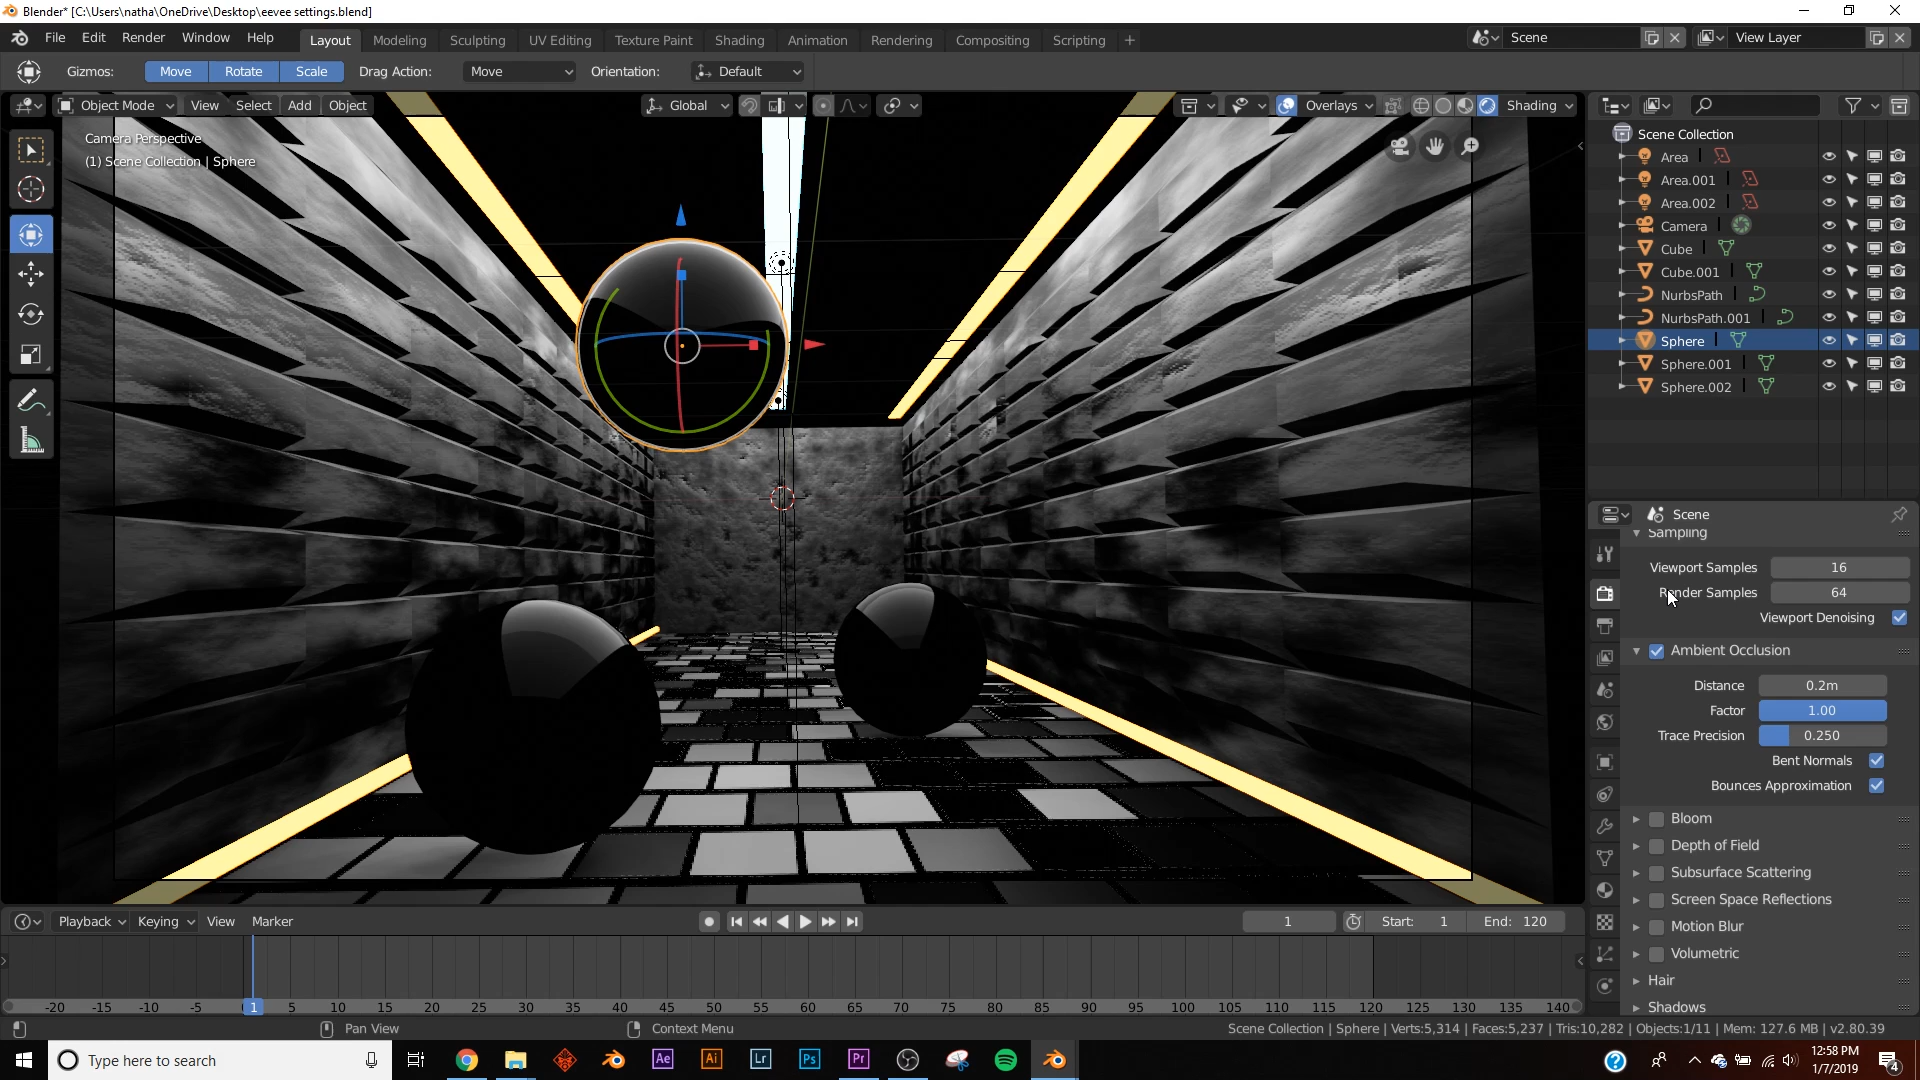 Blender* [C:\Users\natha\OneDrive\Desktop\eevee settings.blend]
File Edit Render Window Help Layout Modeling Sculpting UV Editing Texture Paint Shading Animation Rendering Compositing Scripting + Scene View Layer
Gizmos: Move Rotate Scale Drag Action: Move Orientation: Default
Object Mode View Select Add Object Global Overlays Shading
Camera Perspective
(1) Scene Collection | Sphere
Scene Collection
Area
Area.001
Area.002
Camera
Cube
Cube.001
NurbsPath
NurbsPath.001
Sphere
Sphere.001
Sphere.002
Scene
Sampling
Viewport Samples 16
Render Samples 64
Viewport Denoising
Ambient Occlusion
Distance 0.2m
Factor 1.00
Trace Precision 0.250
Bent Normals
Bounces Approximation
Bloom
Depth of Field
Subsurface Scattering
Screen Space Reflections
Motion Blur
Volumetric
Hair
Shadows
Playback Keying View Marker 1 Start: 1 End: 120
-20 -15 -10 -5 1 5 10 15 20 25 30 35 40 45 50 55 60 65 70 75 80 85 90 95 100 105 110 115 120 125 130 135 140
Pan View Context Menu Scene Collection | Sphere | Verts:5,314 | Faces:5,237 | Tris:10,282 | Objects:1/11 | Mem: 127.6 MB | v2.80.39
Type here to search Ae Ai Lr Ps Pr ? 12:58 PM
1/7/2019 4